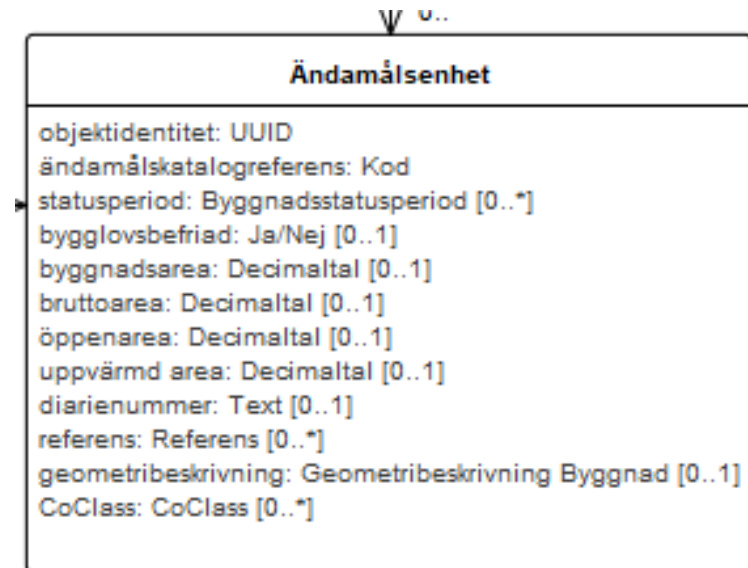 0..
Ändamålsenhet
objektidentitet: UUID
ändamålskatalogreferens: Kod
statusperiod: Byggnadsstatusperiod [0..*]
bygglovsbefriad: Ja/Nej [0..1]
byggnadsarea: Decimaltal [0..1]
bruttoarea: Decimaltal [0..1]
öppenarea: Decimaltal [0..1]
uppvärmd area: Decimaltal [0..1]
diarienummer: Text [0..1]
referens: Referens [0..*]
geometribeskrivning: Geometribeskrivning Byggnad [0..1]
CoClass: CoClass [0..*]